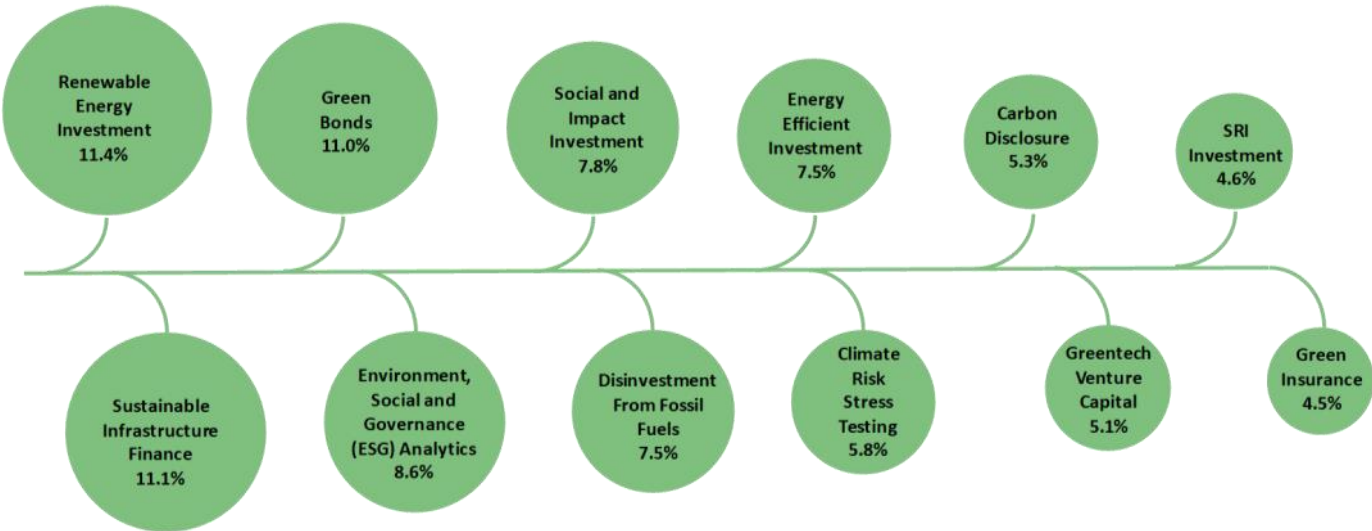 Renewable
Energy
Investment
11.4%
Green
Bonds
11.0%
Social and
Impact
Investment
7.8%
Energy
Efficient
Investment
7.5%
Carbon
Disclosure
5.3%
SRI
Investment
4.6%
Sustainable
Infrastructure
Finance
11.1%
Environment,
Social and
Governance
(ESG) Analytics
8.6%
Disinvestment
From Fossil
Fuels
7.5%
Climate
Risk
Stress
Testing
5.8%
Greentech
Venture
Capital
5.1%
Green
Insurance
4.5%